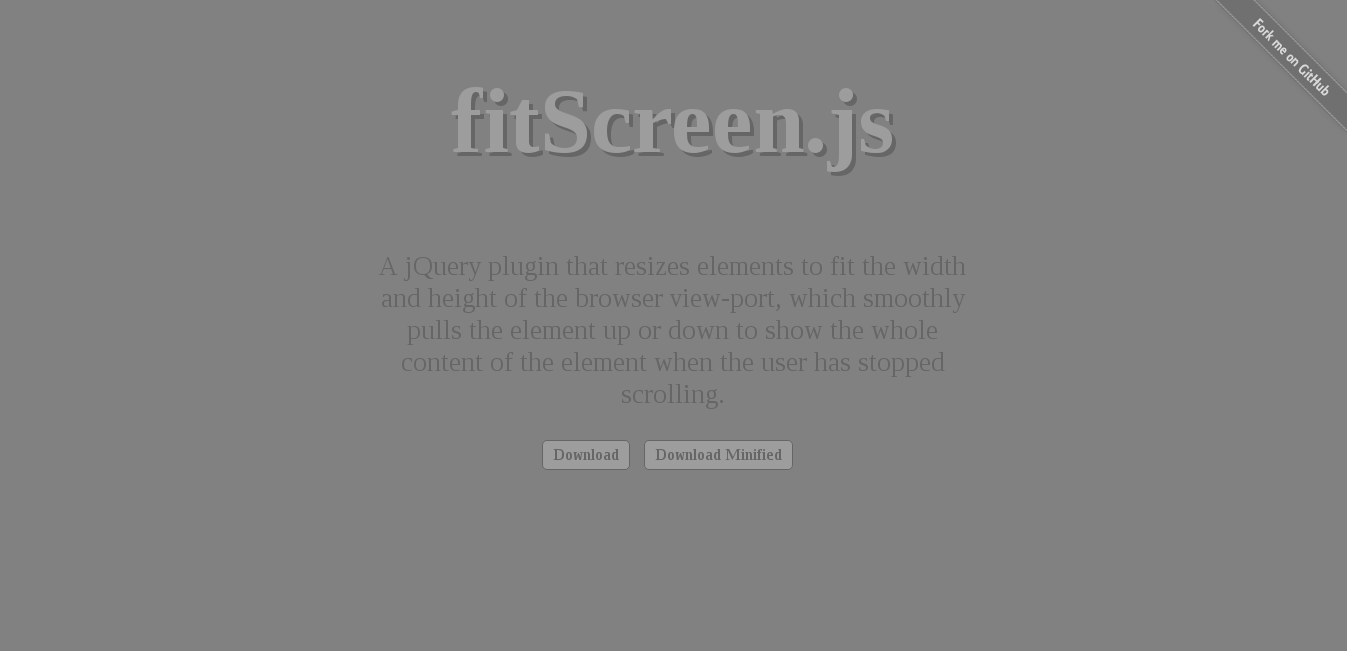 Fork me on GitHub
fitScreen.js
A jQuery plugin that resizes elements to fit the width
and height of the browser view-port, which smoothly
pulls the element up or down to show the whole
content of the element when the user has stopped
scrolling.
Download
Download Minified